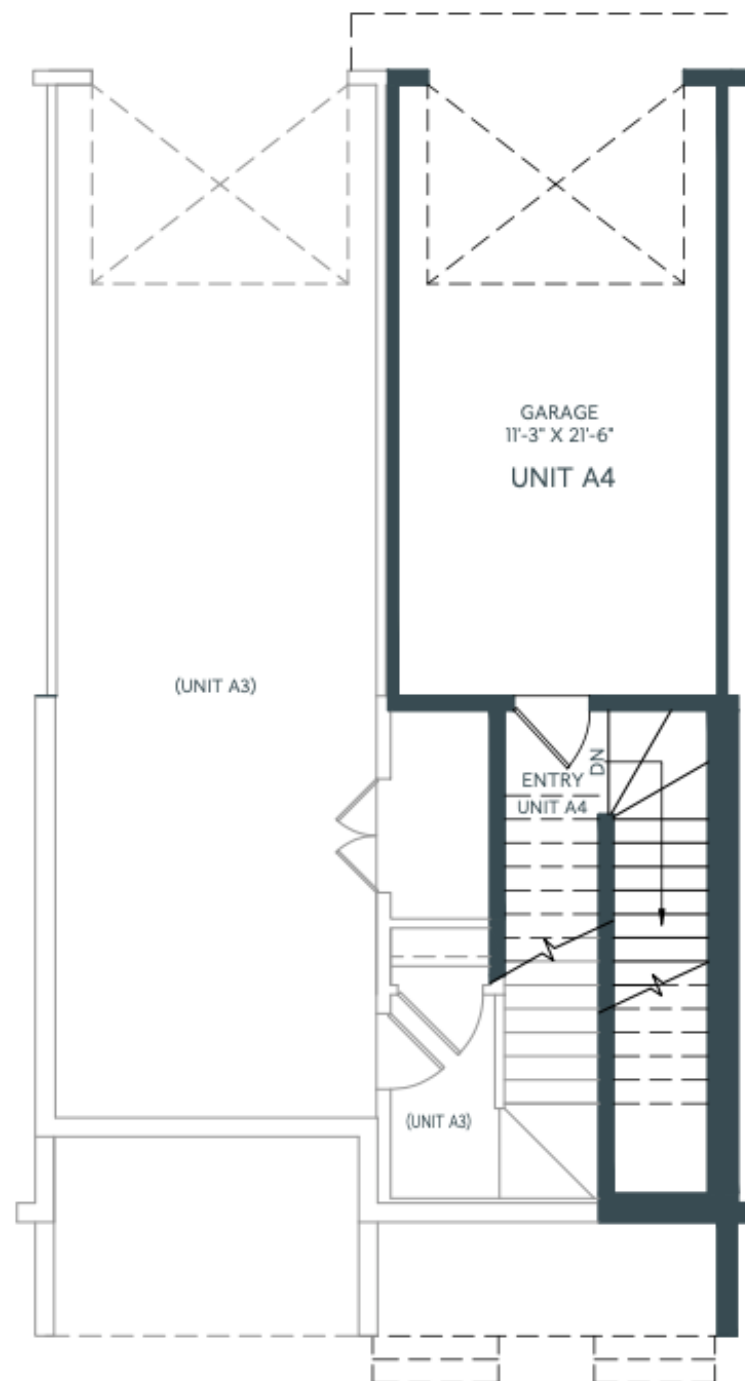 GARAGE
11'-3" X 21'-6"
UNIT A4
(UNIT A3)
DN
ENTRY
UNIT A4
(UNIT A3)